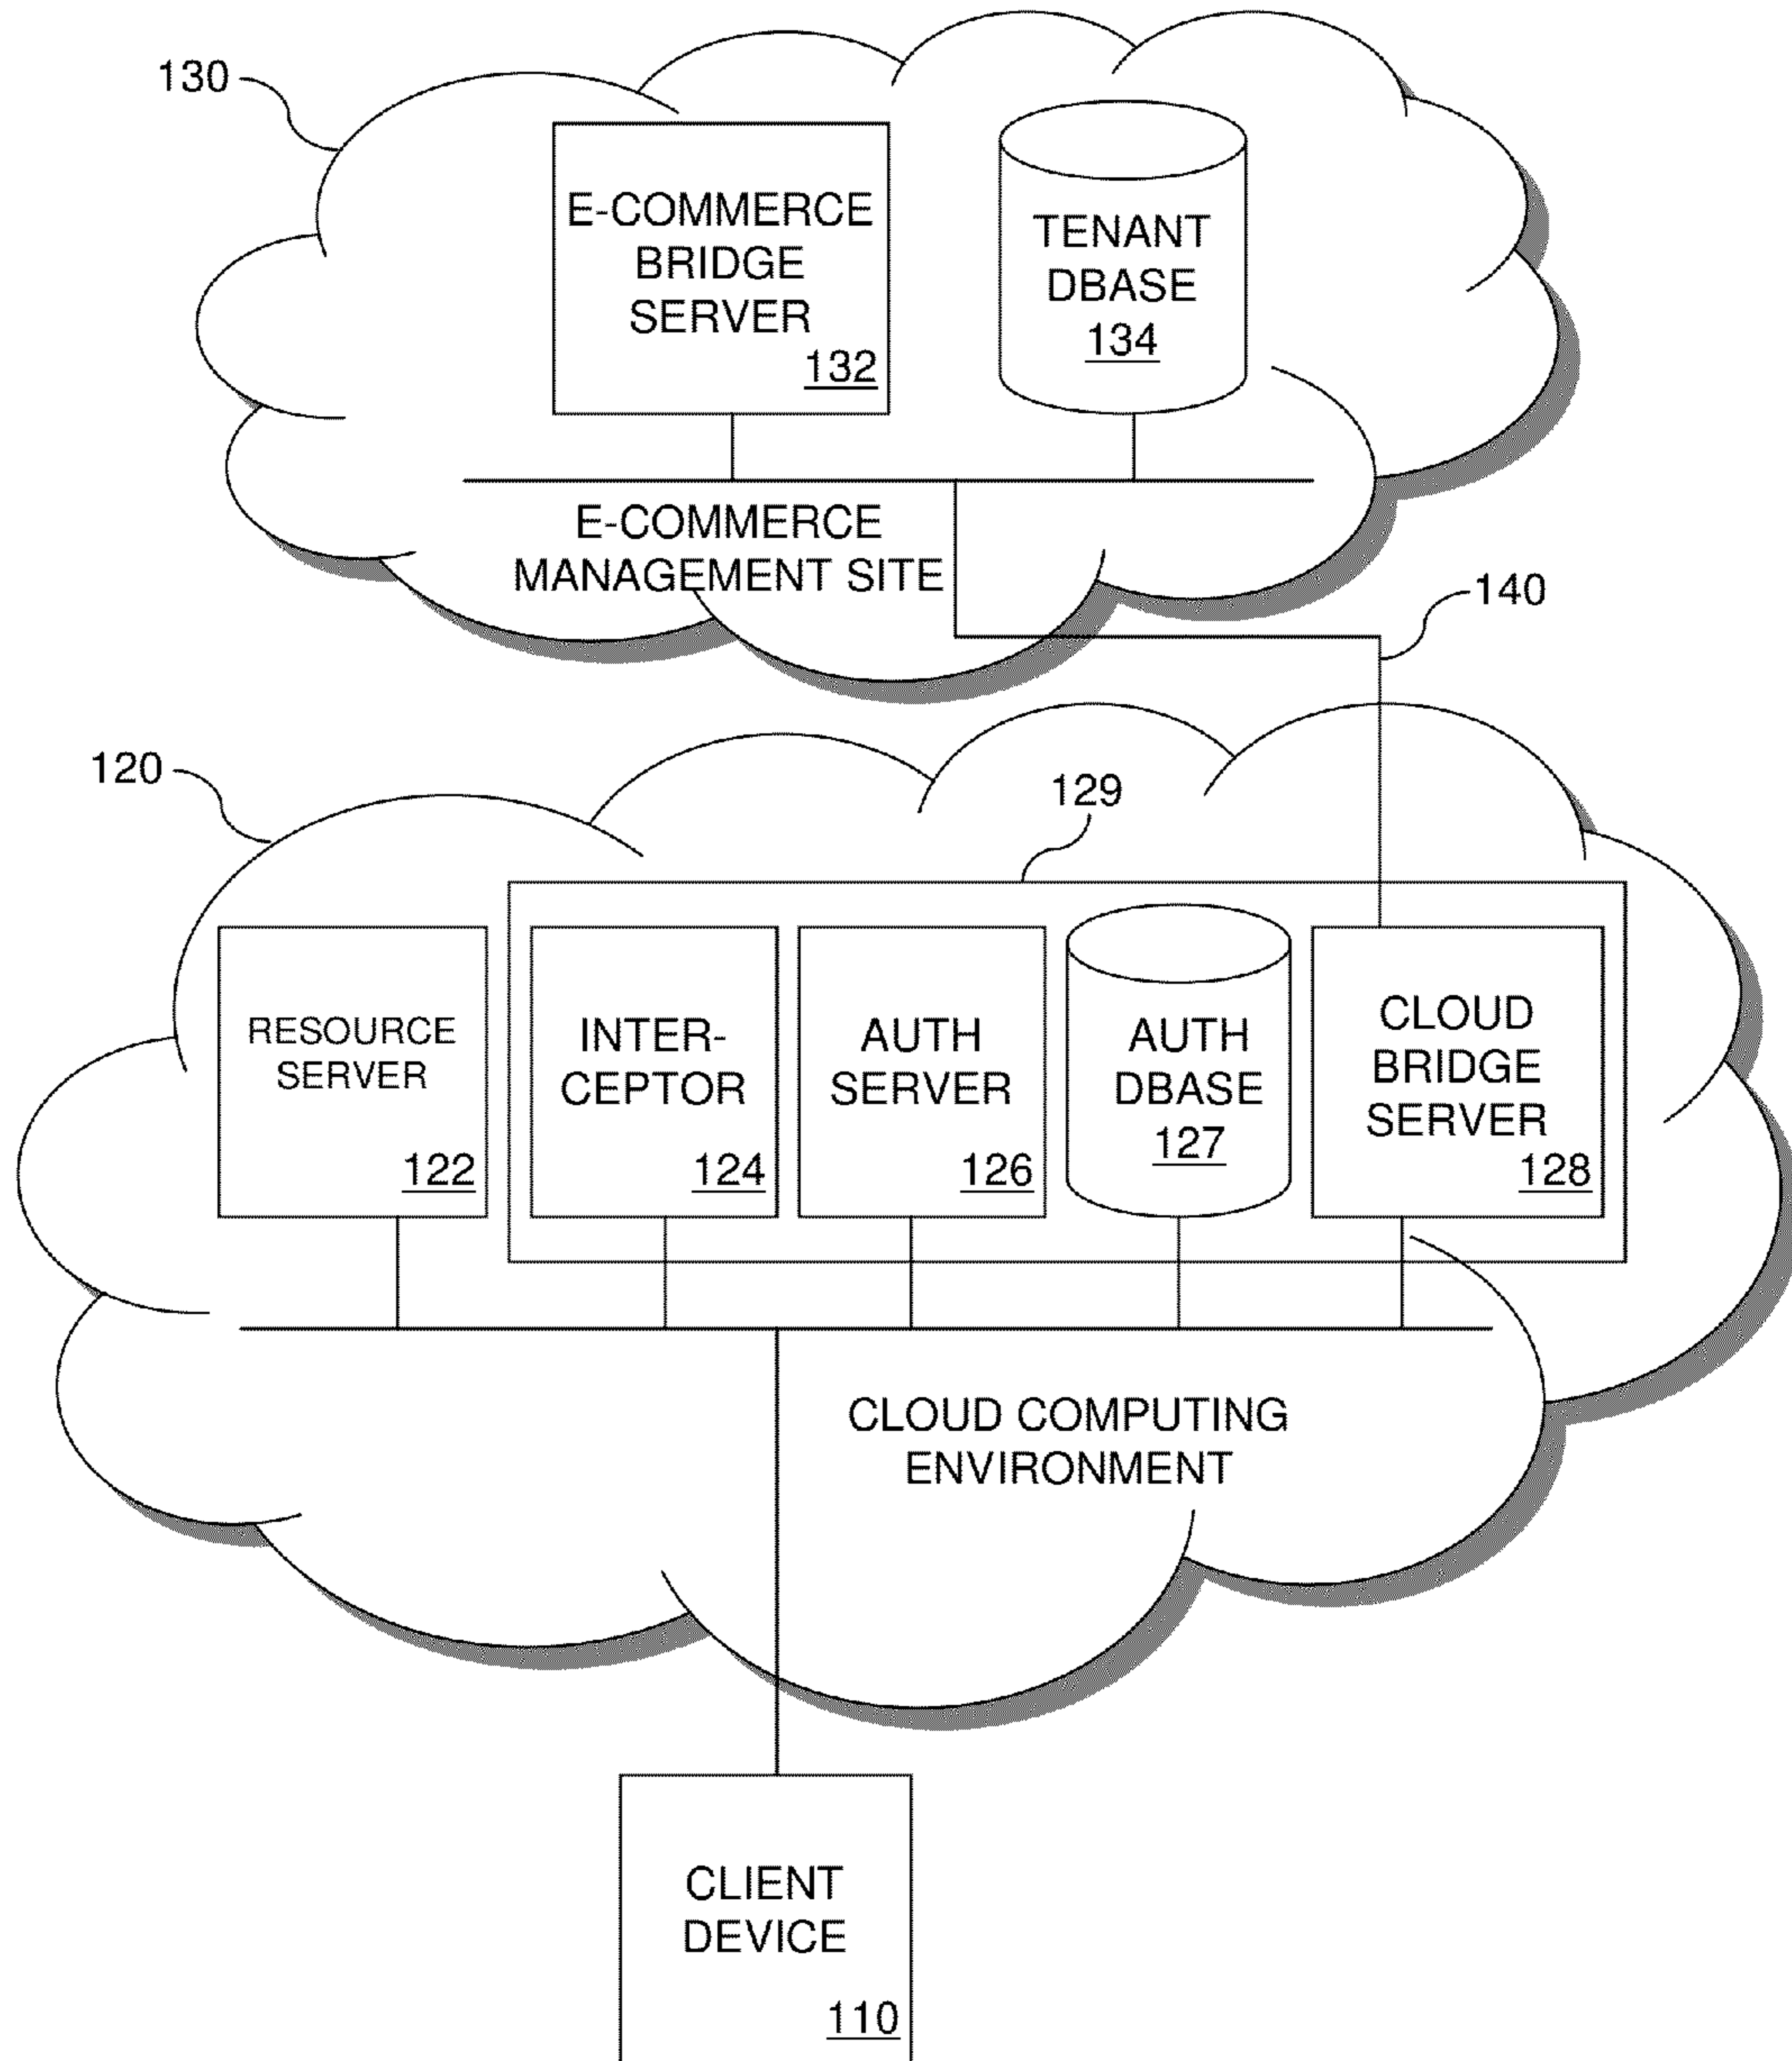 130
E-COMMERCE
BRIDGE
SERVER
132
TENANT
DBASE
134
E-COMMERCE
MANAGEMENT SITE
140
120
129
RESOURCE
SERVER
122
INTER-
CEPTOR
124
AUTH
SERVER
126
AUTH
DBASE
127
CLOUD
BRIDGE
SERVER
128
CLOUD COMPUTING
ENVIRONMENT
CLIENT
DEVICE
110